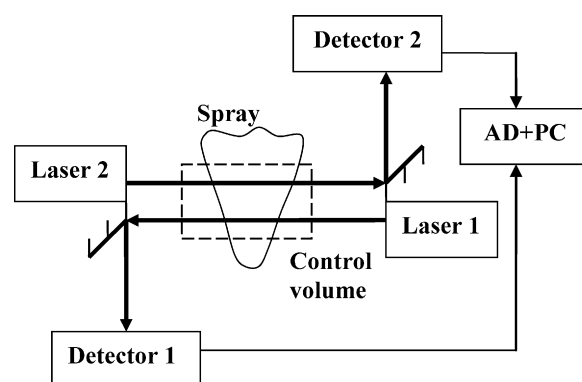 Detector 2
Spray
AD+PC
Laser 2
Laser 1
Control
volume
Detector 1